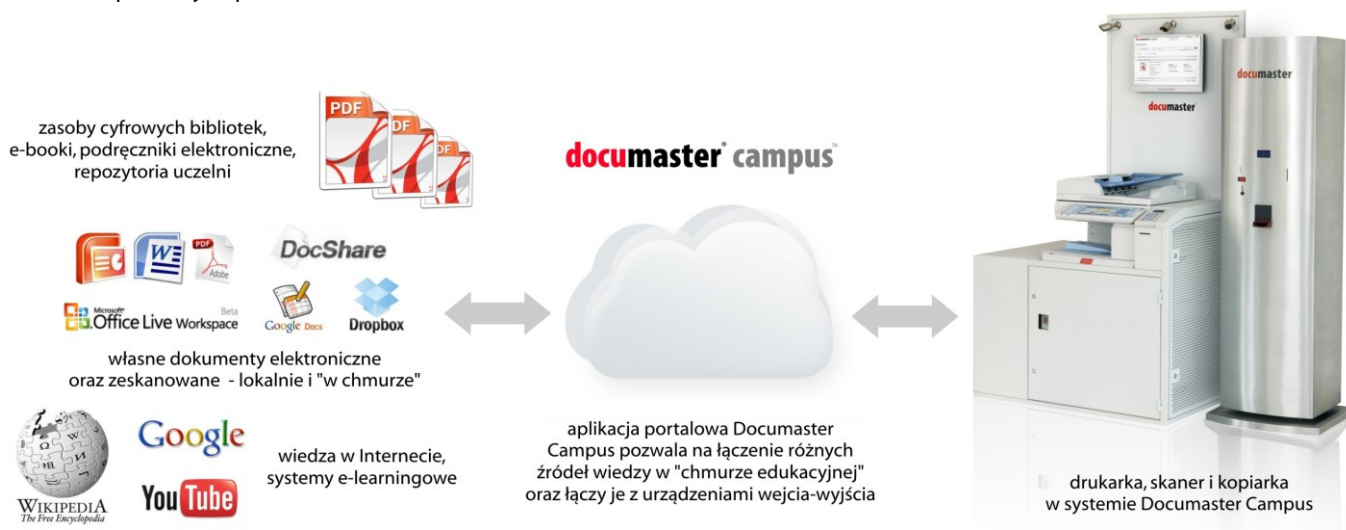 zasoby cyfrowych bibliotek,
e-booki, podręczniki elektroniczne,
repozytoria uczelni
PDF
DF
DF
W
PDF
Adobe
DocShare
Microsoft
Office Live Workspace
Beta
Google Docs
Dropbox
własne dokumenty elektroniczne
oraz zeskanowane - lokalnie i "w chmurze"
WIKIPEDIA
The Free Encyclopedia
Google
YouTube
wiedza w Internecie,
systemy e-learningowe
documaster campus™
aplikacja portalowa Documaster
Campus pozwala na łączenie różnych
źródeł wiedzy w "chmurze edukacyjnej"
oraz łączy je z urządzeniami wejcia-wyjścia
documaster
documaster
drukarka, skaner i kopiarka
w systemie Documaster Campus